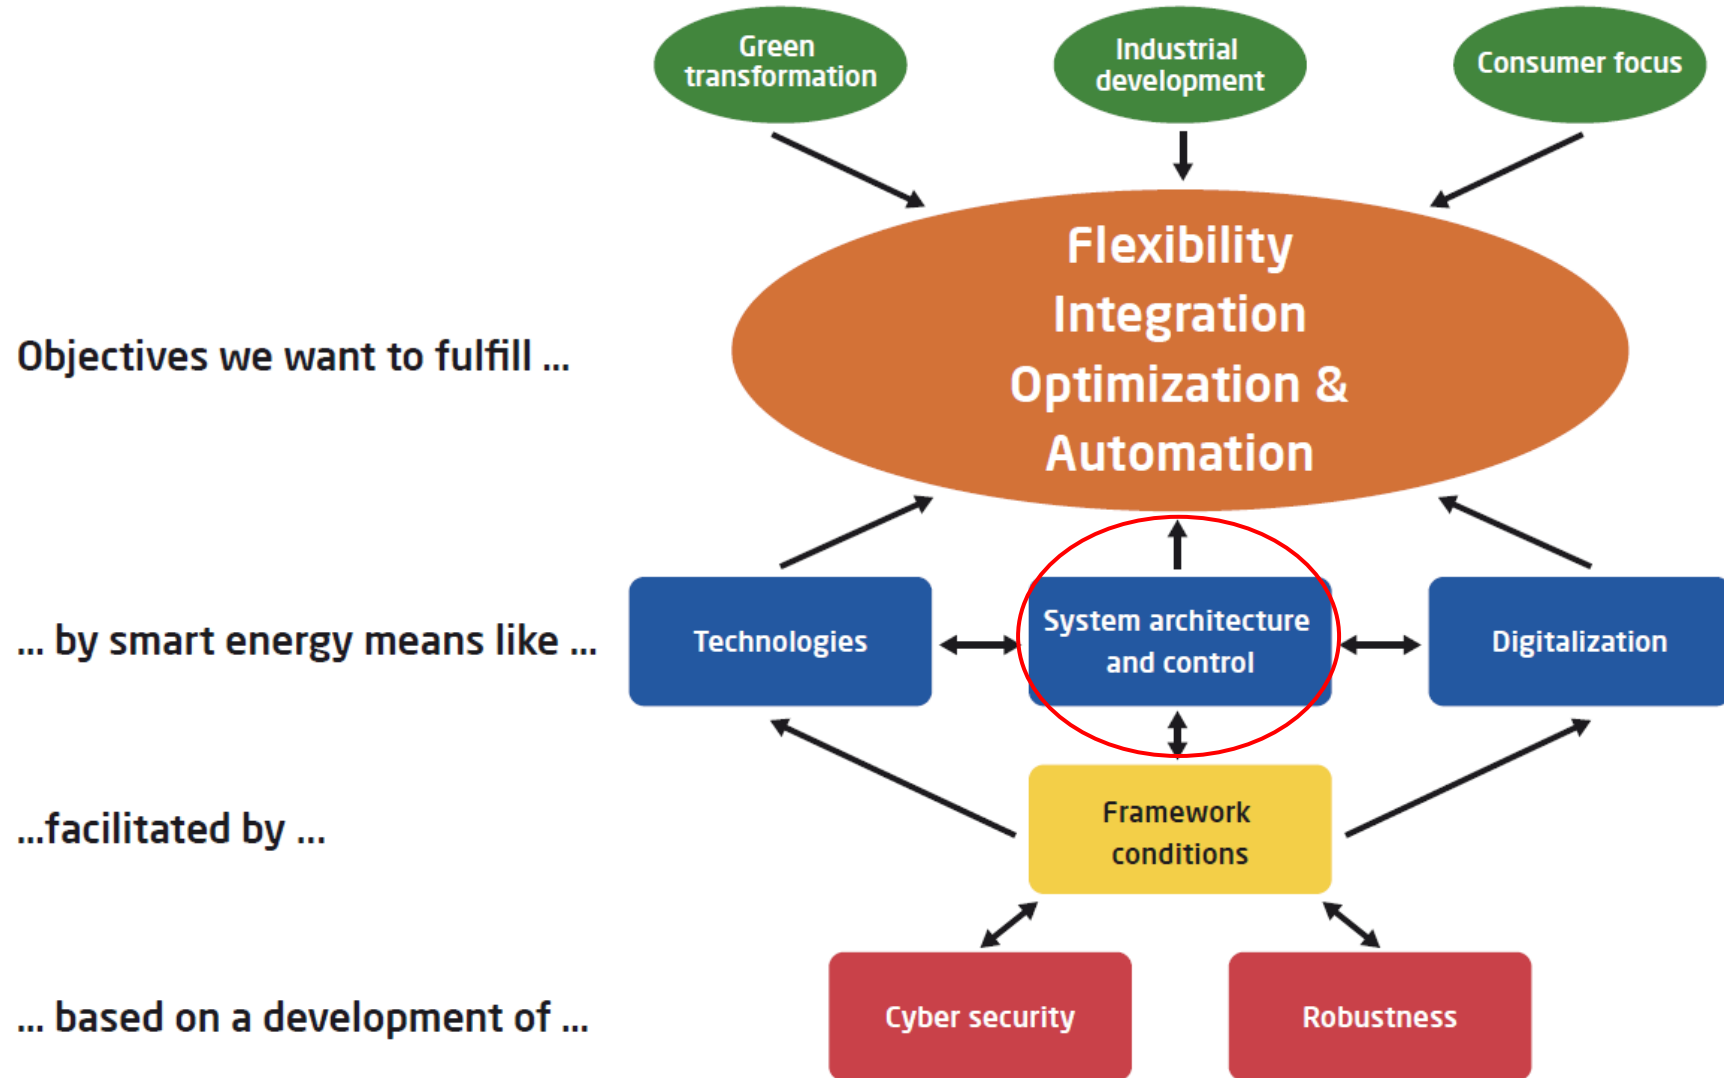 Green
transformation
Industrial
development
Consumer focus
Flexibility
Integration
Optimization &
Automation
Objectives we want to fulfill ...
... by smart energy means like ...
Technologies
System architecture
and control
Digitalization
...facilitated by ...
Framework
conditions
... based on a development of ...
Cyber security
Robustness